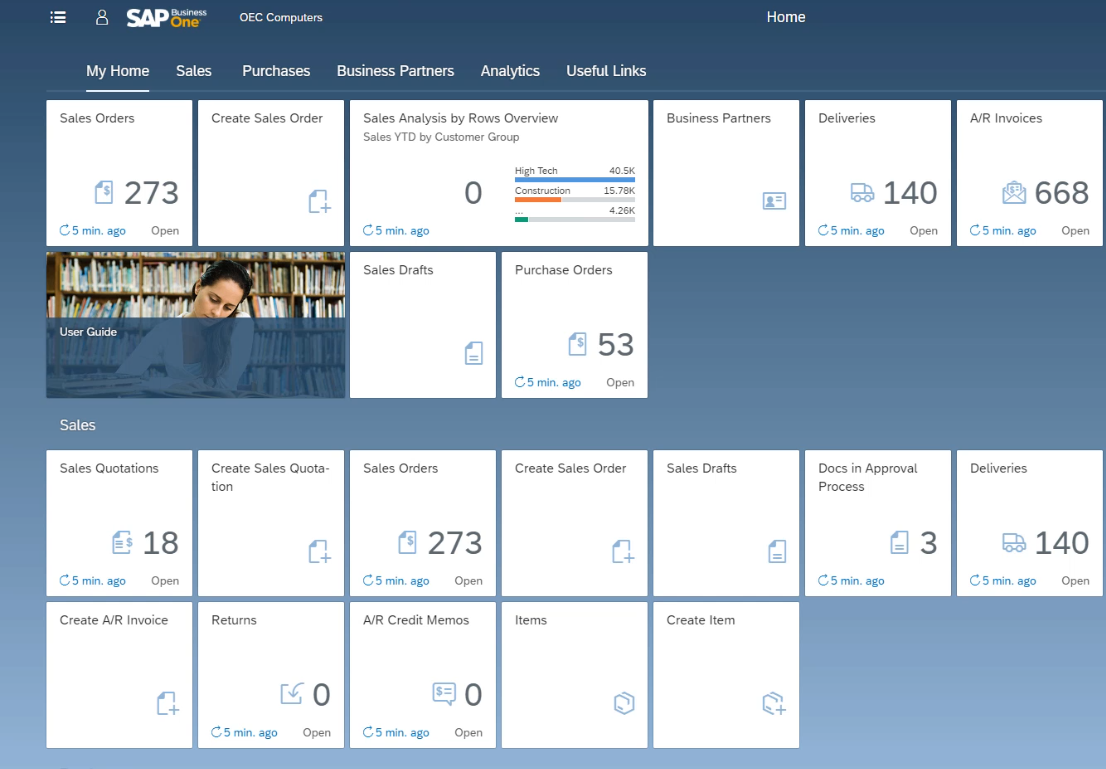 SAP Business One
OEC Computers
Home
My Home Sales Purchases Business Partners Analytics Useful Links
Sales Orders
273
5 min. ago Open
Create Sales Order
Sales Analysis by Rows Overview
Sales YTD by Customer Group
0
High Tech 40.5K
Construction 15.78K
... 4.26K
5 min. ago
Business Partners
Deliveries
140
5 min. ago Open
A/R Invoices
668
5 min. ago Open
User Guide
Sales Drafts
Purchase Orders
53
5 min. ago Open
Sales
Sales Quotations
18
5 min. ago Open
Create Sales Quota-
tion
Sales Orders
273
5 min. ago Open
Create Sales Order
Sales Drafts
Docs in Approval
Process
3
5 min. ago
Deliveries
140
5 min. ago Open
Create A/R Invoice
Returns
0
5 min. ago Open
A/R Credit Memos
0
5 min. ago Open
Items
Create Item